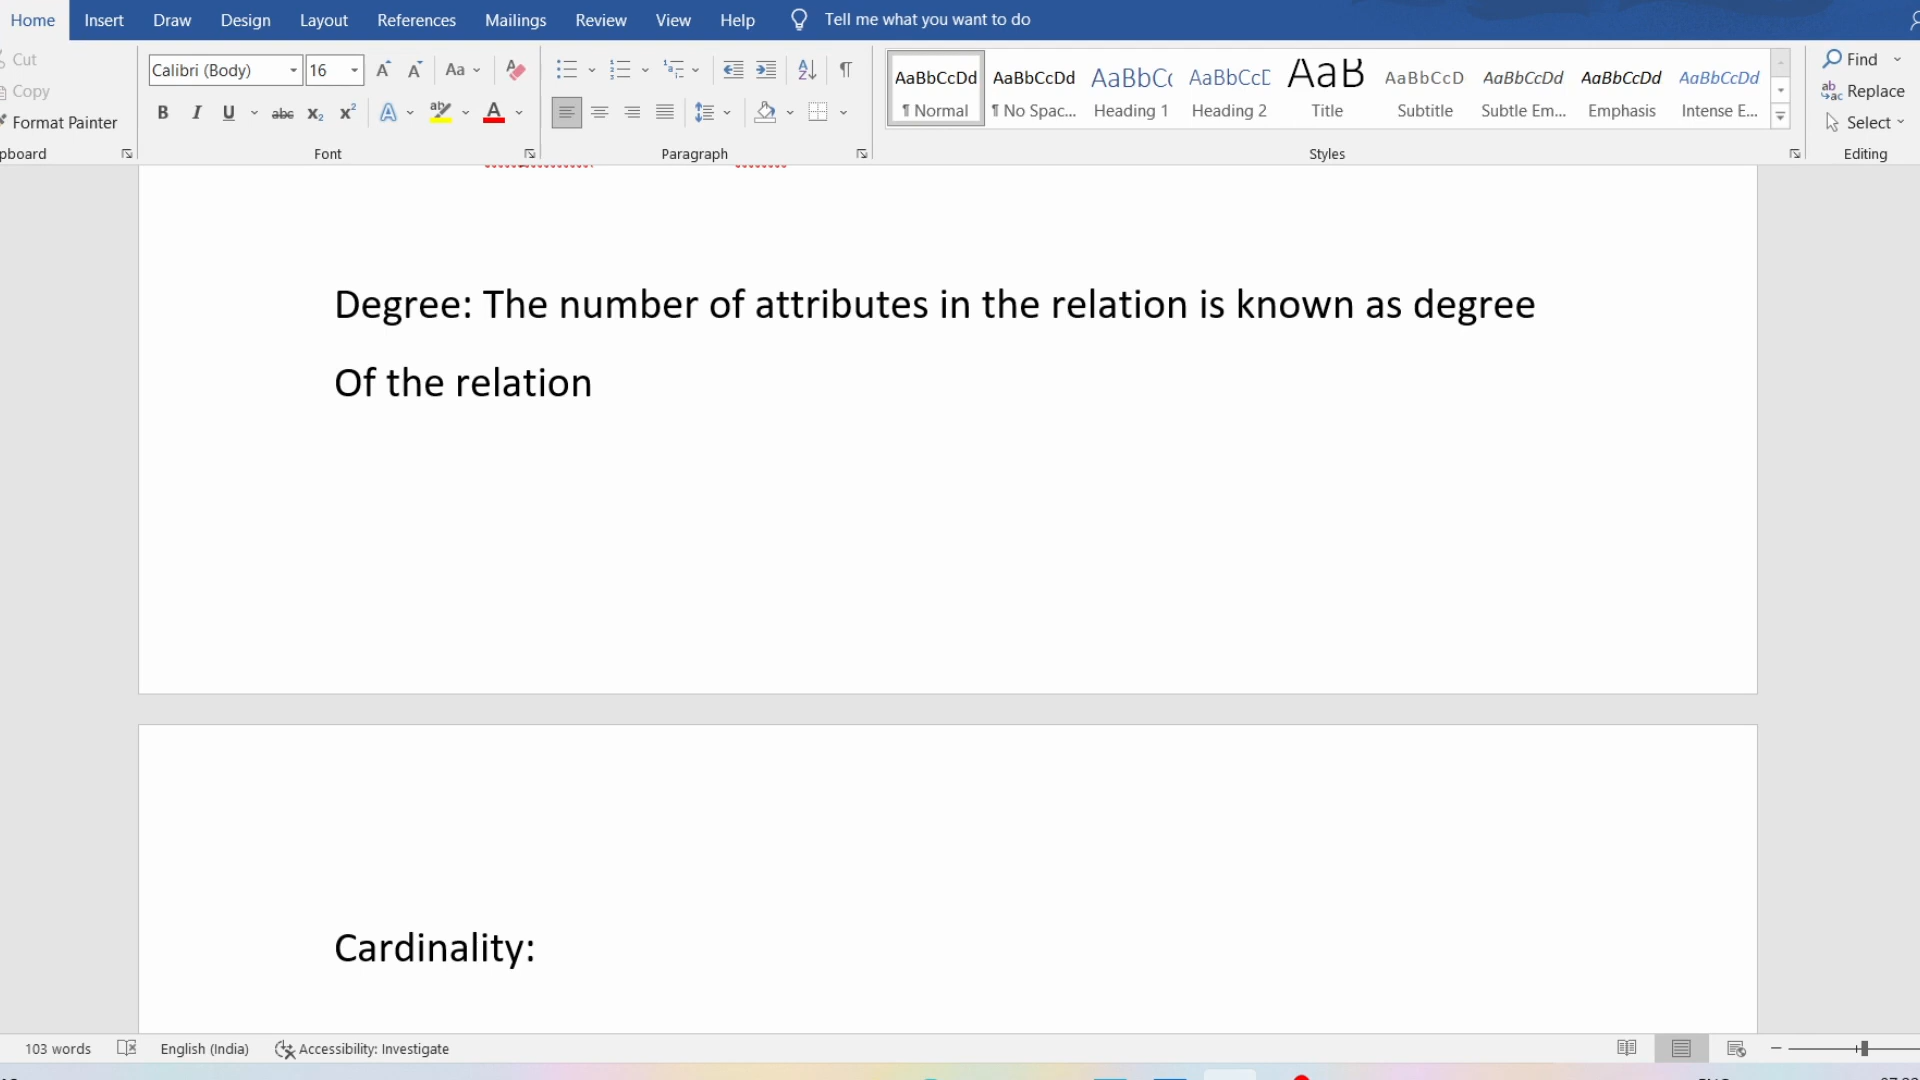 Home Insert Draw Design Layout References Mailings Review View Help Tell me what you want to do
Cut
Copy
Format Painter
pboard
Calibri (Body) 16
Font
Paragraph
AaBbCcDd AaBbCcDd AaBbCc AaBbCcD AaB AaBbCcD AaBbCcDd AaBbCcDd AaBbCcDd
¶ Normal ¶ No Spac... Heading 1 Heading 2 Title Subtitle Subtle Em... Emphasis Intense E...
Styles
Find
Replace
Select
Editing
Degree: The number of attributes in the relation is known as degree
Of the relation
Cardinality:
103 words English (India) Accessibility: Investigate